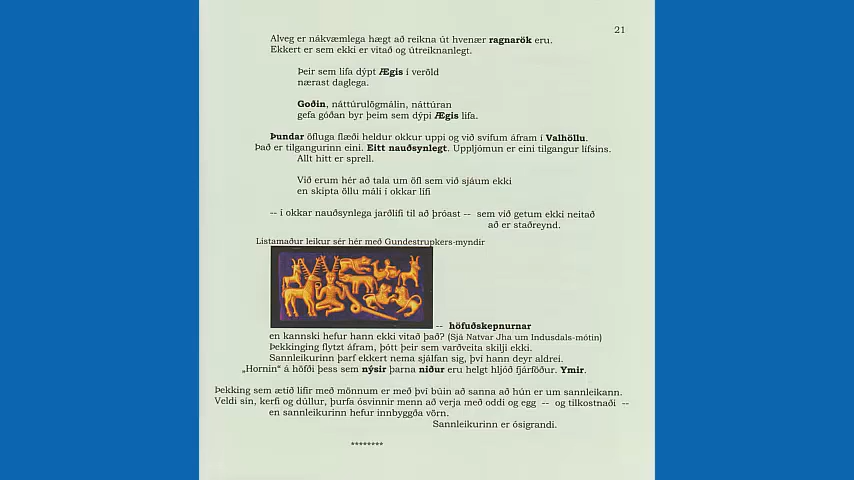 21
Alveg er nákvæmlega hægt að reikna út hvenær ragnarök eru.
Ekkert er sem ekki er vitað og útreiknanlegt.
Þeir sem lifa dýpt Ægis í veröld
nærast daglega.
Goðin, náttúrulögmálin, náttúran
gefa góðan byr þeim sem dýpi Ægis lifa.
Þundar öfluga flæði heldur okkur uppi og við svifum áfram í Valhöllu.
Það er tilgangurinn eini. Eitt nauðsynlegt. Uppljómun er eini tilgangur lífsins.
Allt hitt er sprell.
Við erum hér að tala um öfl sem við sjáum ekki
en skipta öllu máli í okkar lífi
-- í okkar nauðsynlega jarðlífi til að þróast -- sem við getum ekki neitað
að er staðreynd.
Listamaður leikur sér hér með Gundestrupkers-myndir
-- höfuðskepnurnar
en kannski hefur hann ekki vitað það? (Sjá Natvar Jha um Indusdals-mótin)
Þekkinging flytzt áfram, þótt þeir sem varðveita skilji ekki.
Sannleikurinn þarf ekkert nema sjálfan sig, því hann deyr aldrei.
„Hornin“ á höfði þess sem nýsir þarna niður eru helgt hljóð fjárföður. Ymir.
Þekking sem ætíð lifir með mönnum er með því búin að sanna að hún er um sannleikann.
Veldi sín, kerfi og dúllur, þurfa ósvinnir menn að verja með oddi og egg -- og tilkostnaði --
en sannleikurinn hefur innbyggða vörn.
Sannleikurinn er ósigrandi.
********